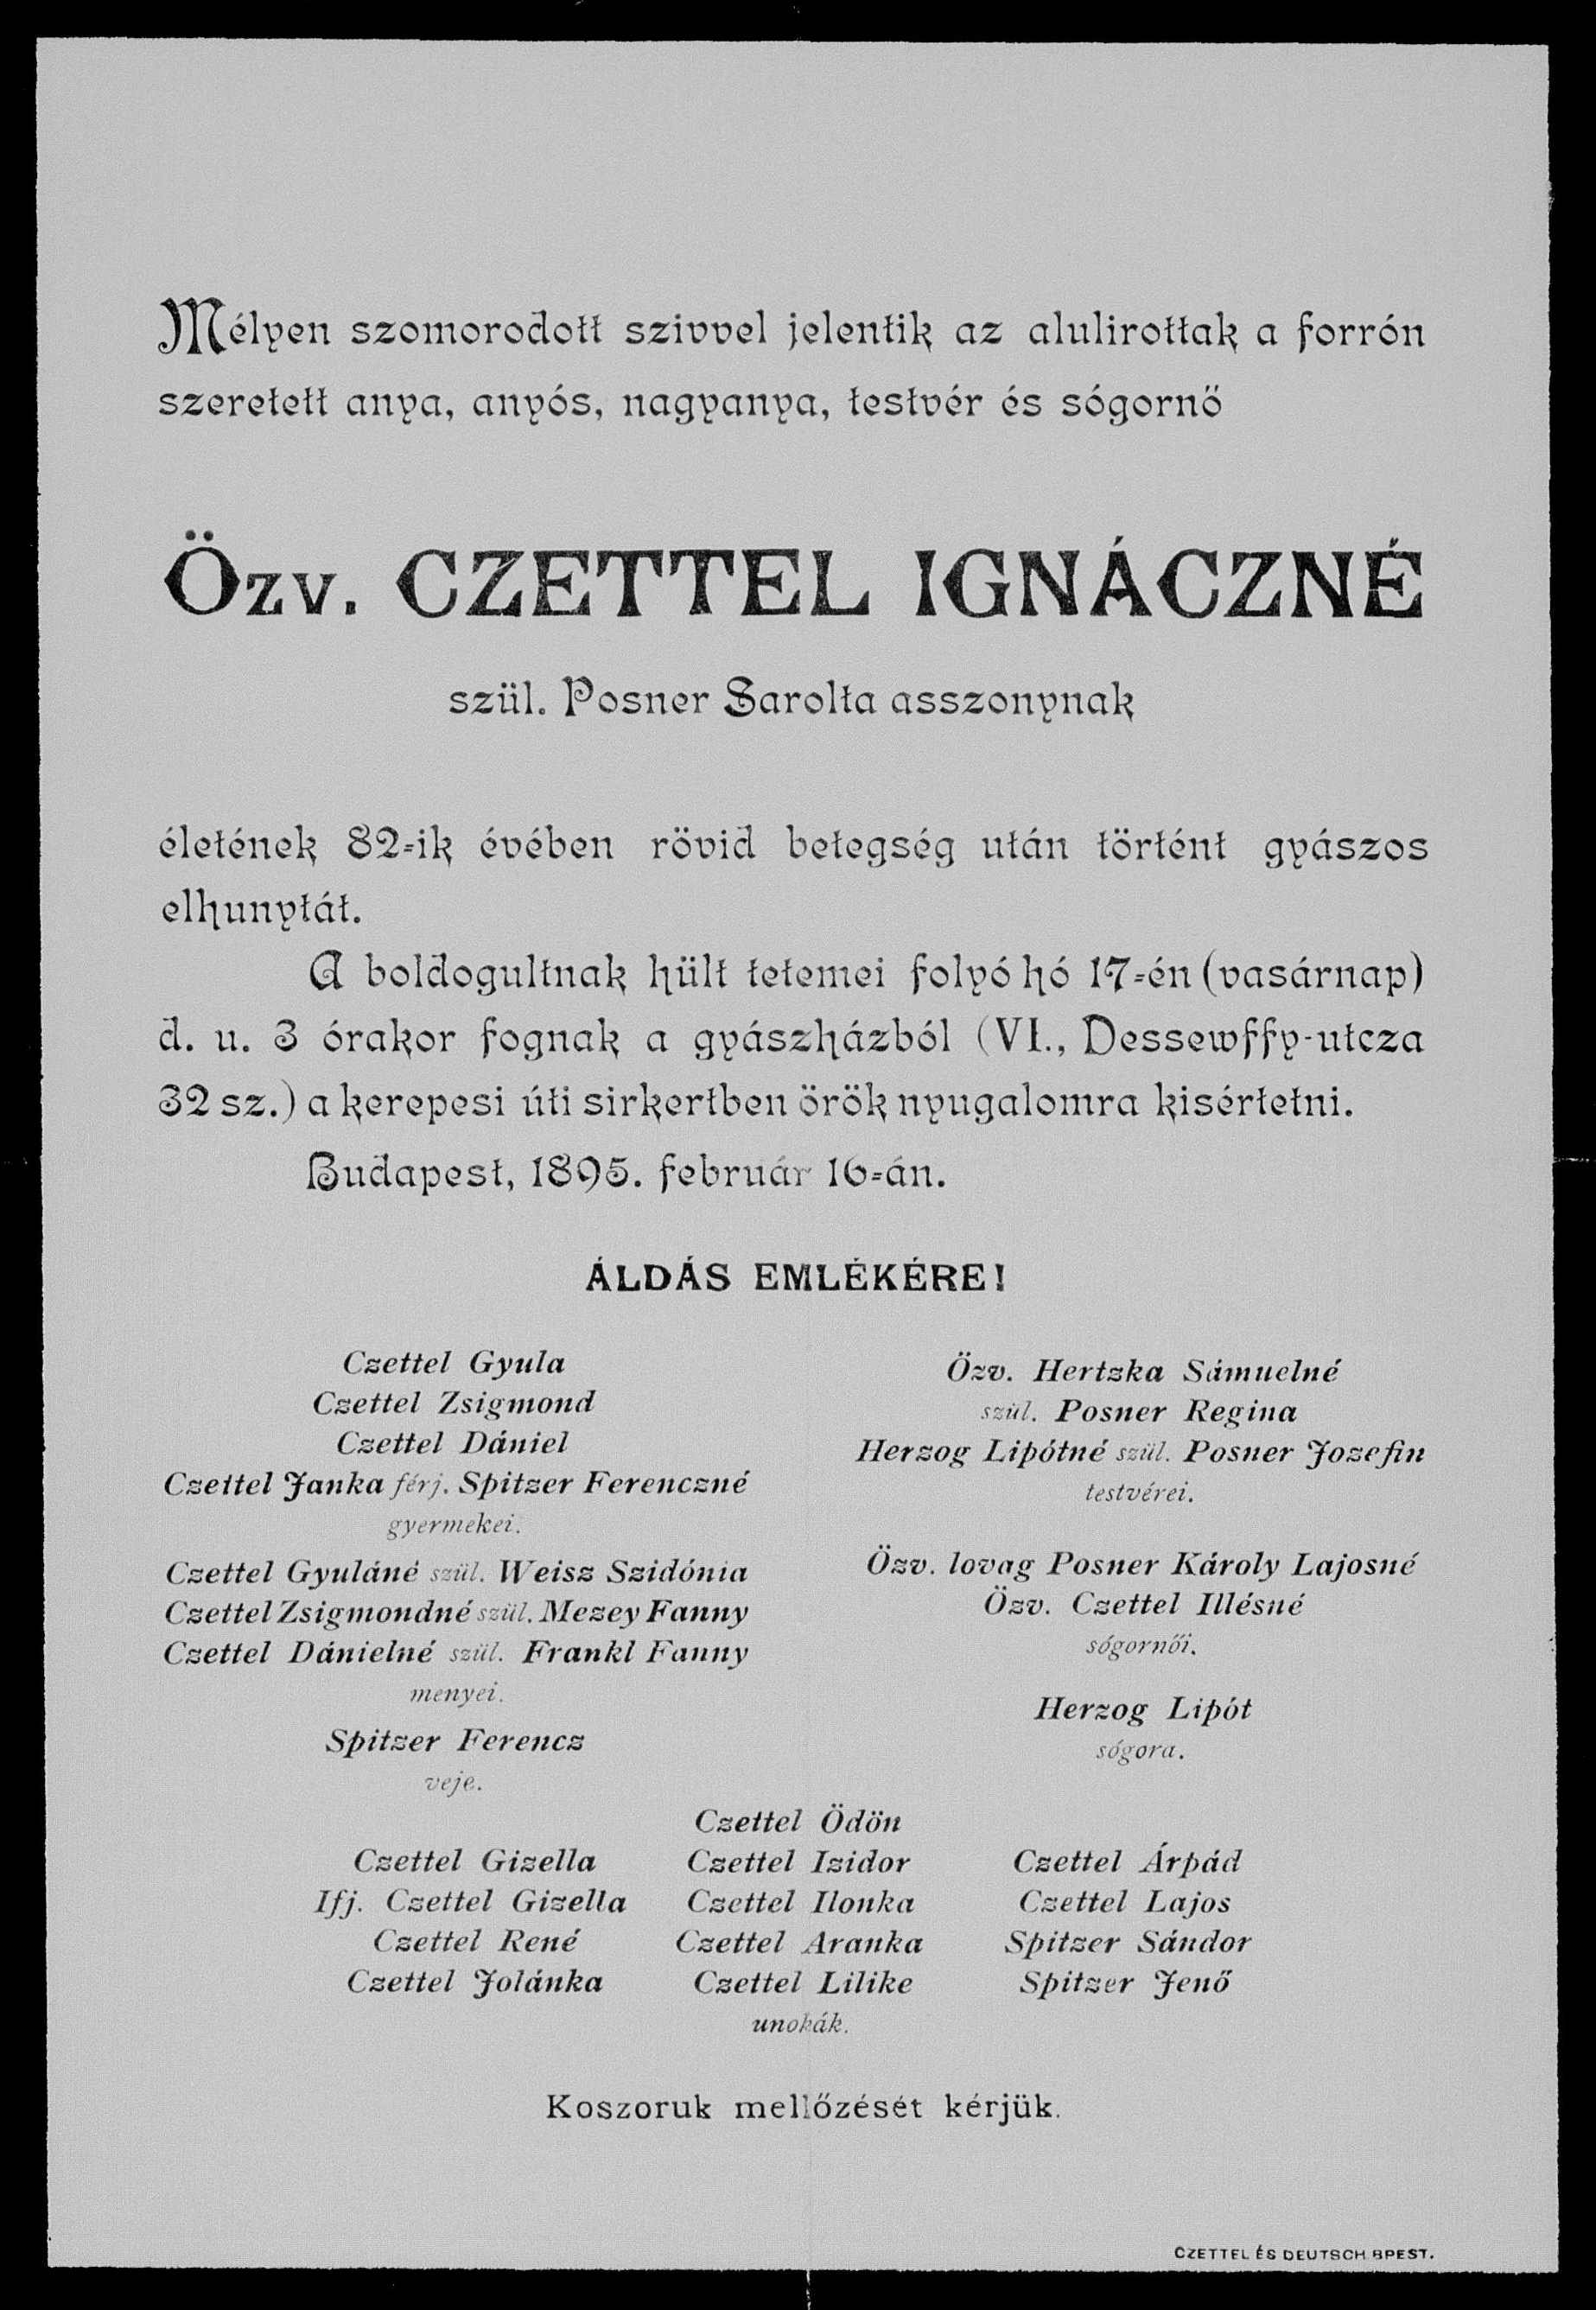 Mélyen szomorodott szivvel jelentik az alulirottak a forrón
szeretett anya, anyós, nagyanya, testvér és sógornő
Özv. CZETTEL IGNÁCZNÉ
szül. Posner Sarolta asszonynak
életének 82-ik évében rövid betegség után történt gyászos
elhunytát.
A boldogultnak hült tetemei folyó hó 17-én (vasárnap)
d. u. 3 órakor fognak a gyászházból (VI., Dessewffy-utcza
32 sz.) a kerepesi úti sirkertben örök nyugalomra kisértetni.
Budapest, 1895. február 16-án.
ÁLDÁS EMLÉKÉRE!
Czettel Gyula
Czettel Zsigmond
Czettel Dániel
Czettel Janka férj. Spitzer Ferenczné
gyermekei.
Czettel Gyuláné szül. Weisz Szidónia
Czettel Zsigmondné szül. Mezey Fanny
Czettel Dánielné szül. Frankl Fanny
menyei.
Spitzer Ferencz
veje.
Özv. Hertzka Sámuelné
szül. Posner Regina
Herzog Lipótné szül. Posner Jozefin
testvérei.
Özv. lovag Posner Károly Lajosné
Özv. Czettel Illésné
sógornői.
Herzog Lipót
sógora.
Czettel Gizella
Ifj. Czettel Gizella
Czettel René
Czettel Jolánka
Czettel Ödön
Czettel Izidor
Czettel Ilonka
Czettel Aranka
Czettel Lilike
Czettel Árpád
Czettel Lajos
Spitzer Sándor
Spitzer Jenő
unokák.
Koszoruk mellőzését kérjük.
CZETTEL ÉS DEUTSCH BPEST.